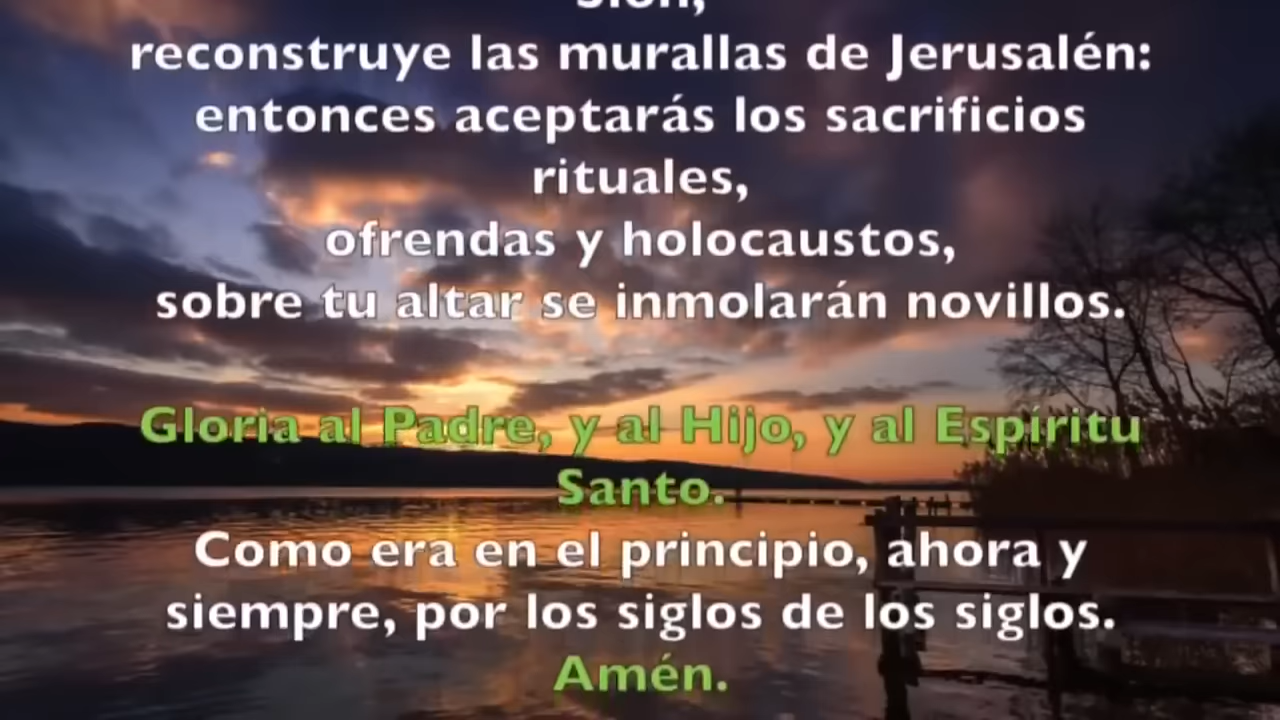 Sión,
reconstruye las murallas de Jerusalén:
entonces aceptarás los sacrificios
rituales,
ofrendas y holocaustos,
sobre tu altar se inmolarán novillos.
Gloria al Padre, y al Hijo, y al Espíritu
Santo.
Como era en el principio, ahora y
siempre, por los siglos de los siglos.
Amén.